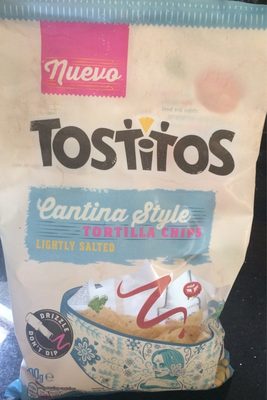 Nuevo
TOSTITOS
Cantina Style
TORTILLA CHIPS
LIGHTLY SALTED
DRIZZLE
DON'T DIP